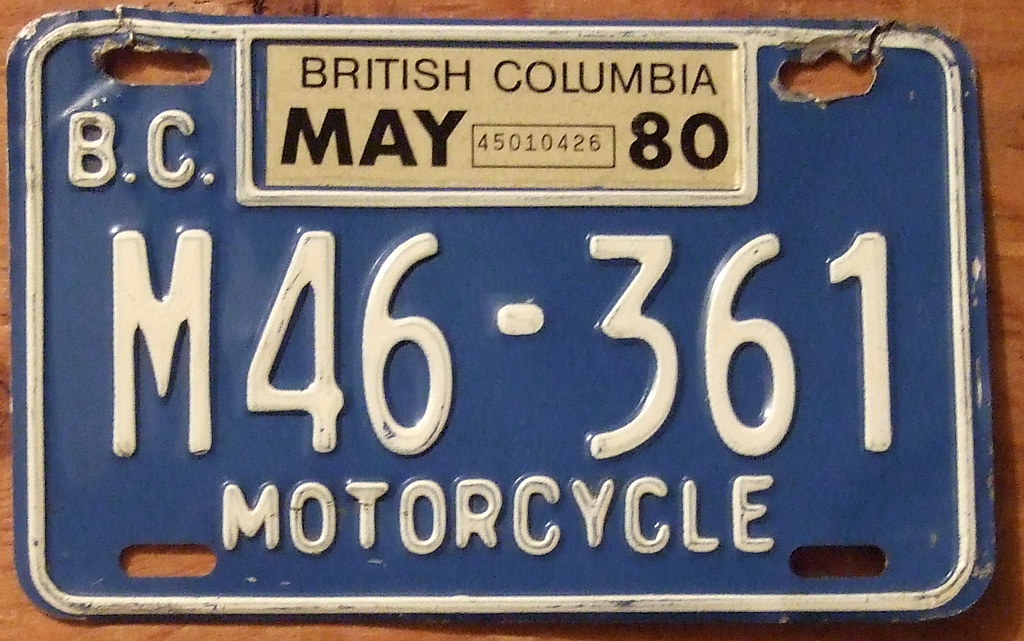 BRITISH COLUMBIA
MAY 45010426 80
B.C.
M46-361
MOTORCYCLE